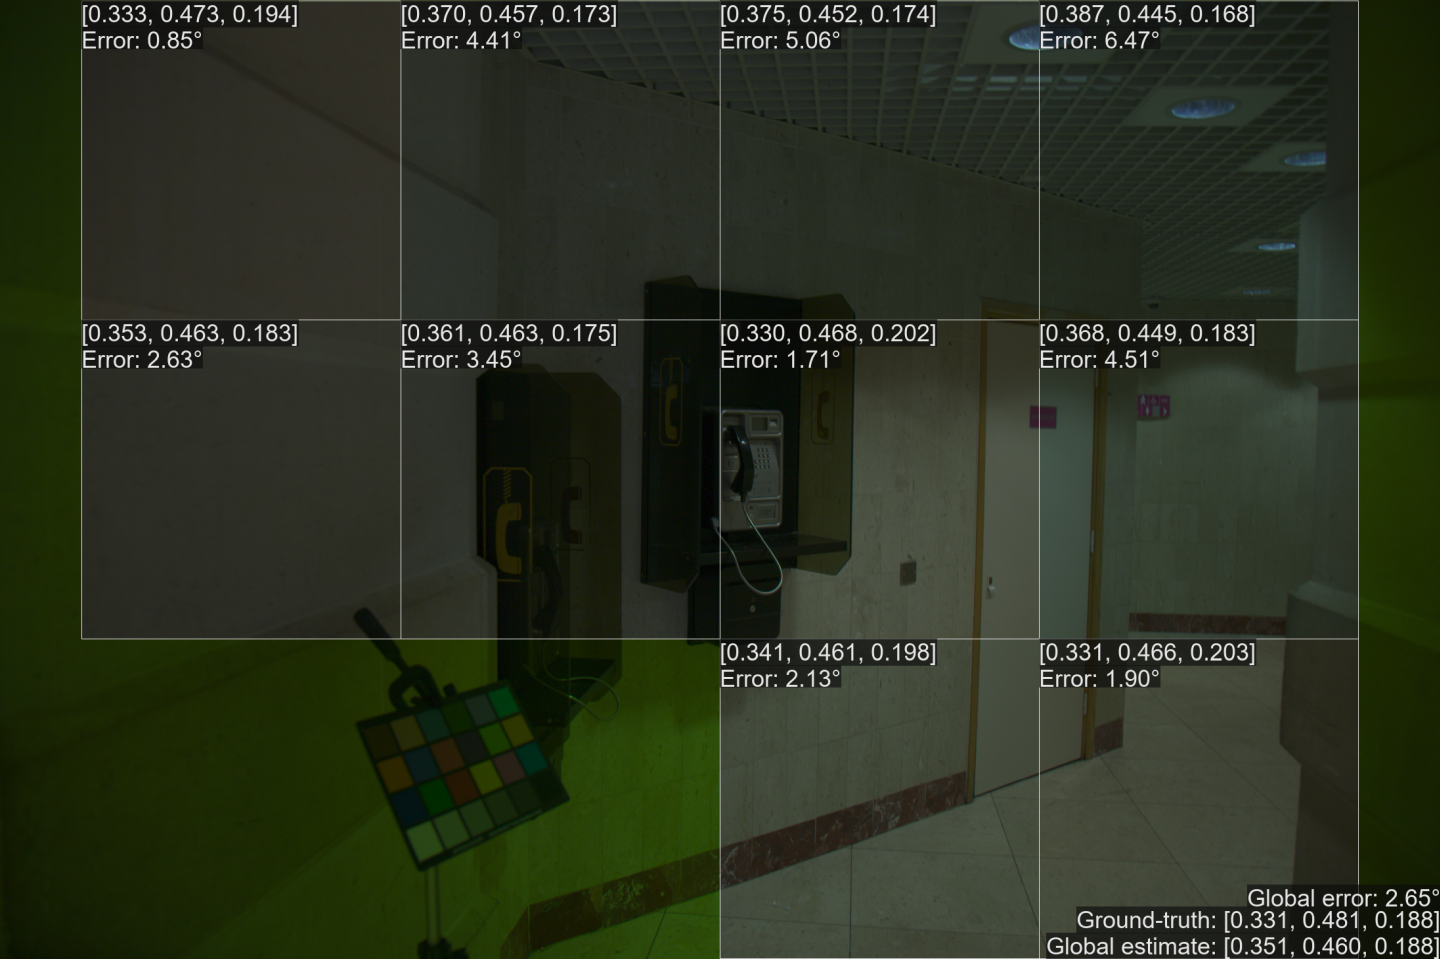 [0.333, 0.473, 0.194]
Error: 0.85°
[0.370, 0.457, 0.173]
Error: 4.41°
[0.375, 0.452, 0.174]
Error: 5.06°
[0.387, 0.445, 0.168]
Error: 6.47°
[0.353, 0.463, 0.183]
Error: 2.63°
[0.361, 0.463, 0.175]
Error: 3.45°
[0.330, 0.468, 0.202]
Error: 1.71°
[0.368, 0.449, 0.183]
Error: 4.51°
[0.341, 0.461, 0.198]
Error: 2.13°
[0.331, 0.466, 0.203]
Error: 1.90°
Global error: 2.65°
Ground-truth: [0.331, 0.481, 0.188]
Global estimate: [0.351, 0.460, 0.188]